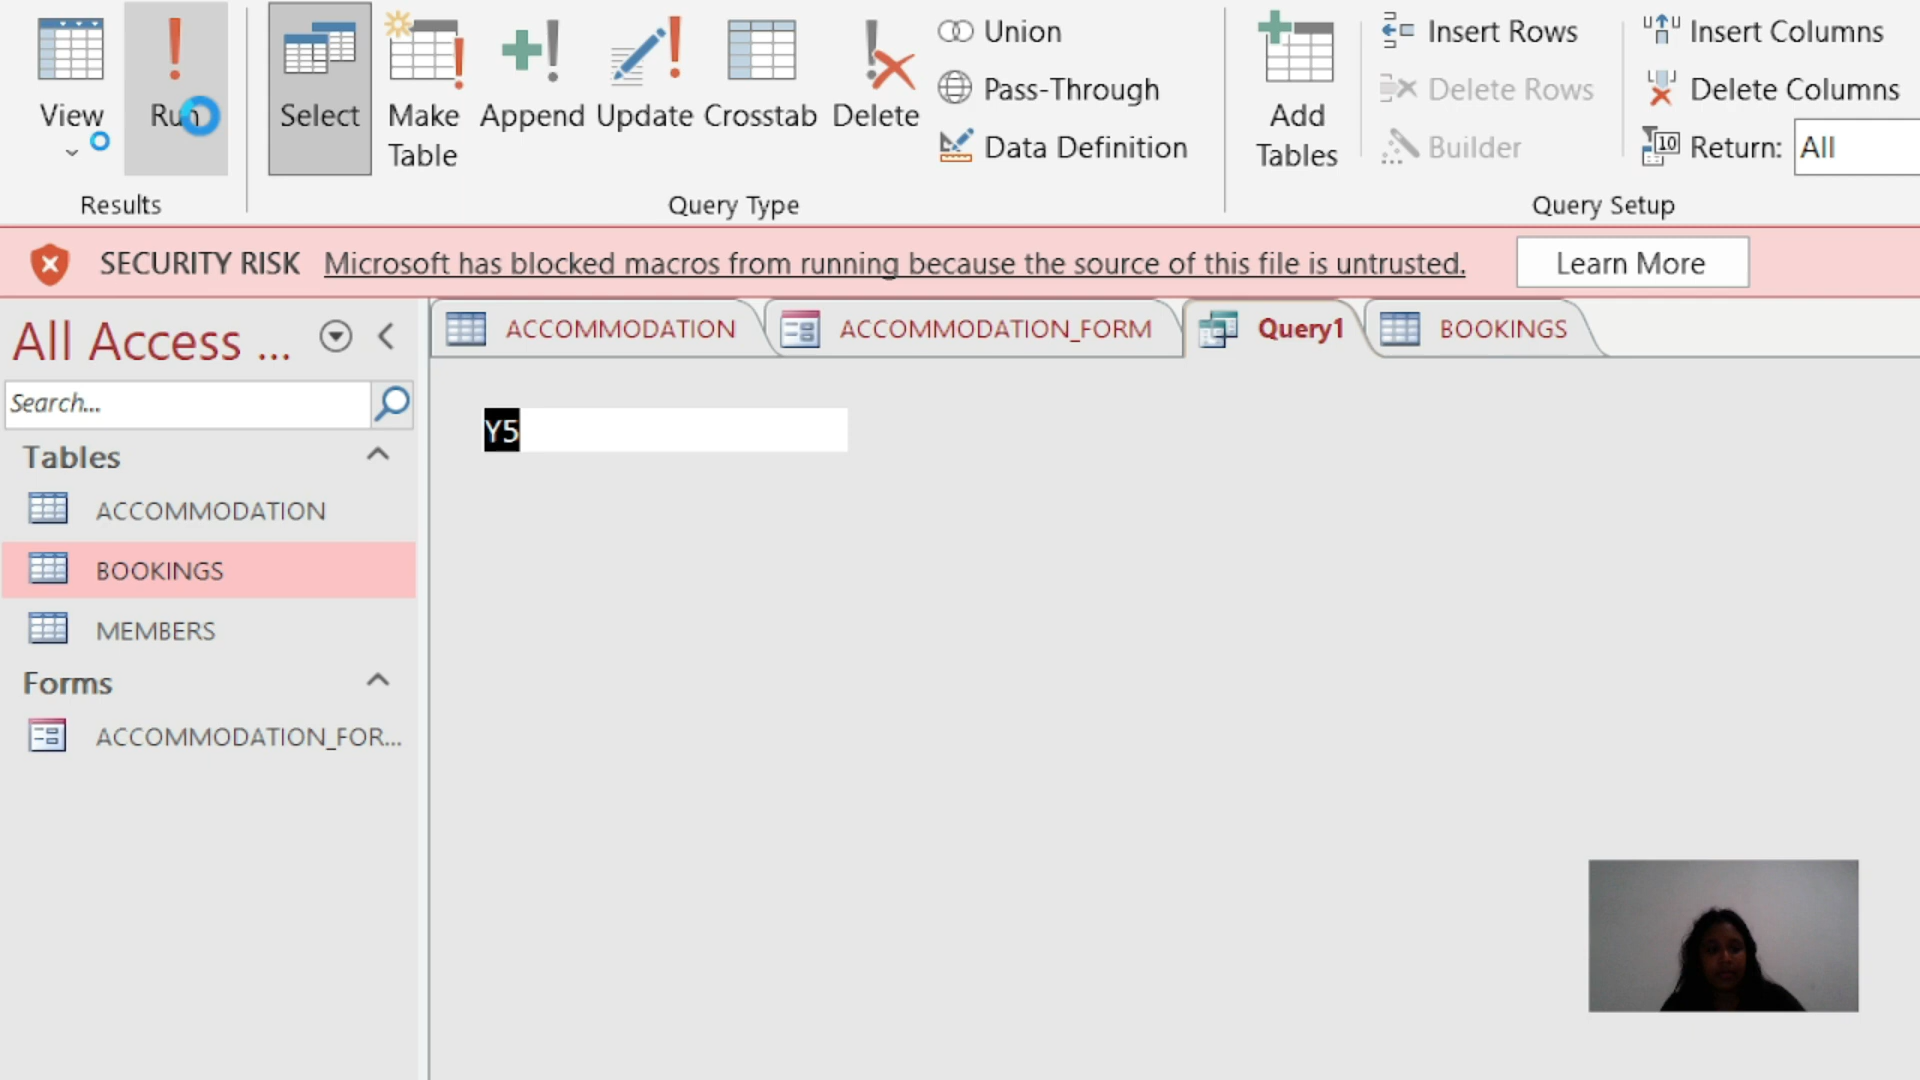 View
Run
Results
Select
Make
Table
Append
Update
Crosstab
Delete
Union
Pass-Through
Data Definition
Query Type
Add
Tables
Insert Rows
Delete Rows
Builder
Insert Columns
Delete Columns
10 Return: All
Query Setup
SECURITY RISK Microsoft has blocked macros from running because the source of this file is untrusted. Learn More
All Access ...
Search...
Tables
ACCOMMODATION
BOOKINGS
MEMBERS
Forms
ACCOMMODATION_FOR...
ACCOMMODATION ACCOMMODATION_FORM Query1 BOOKINGS
Y5